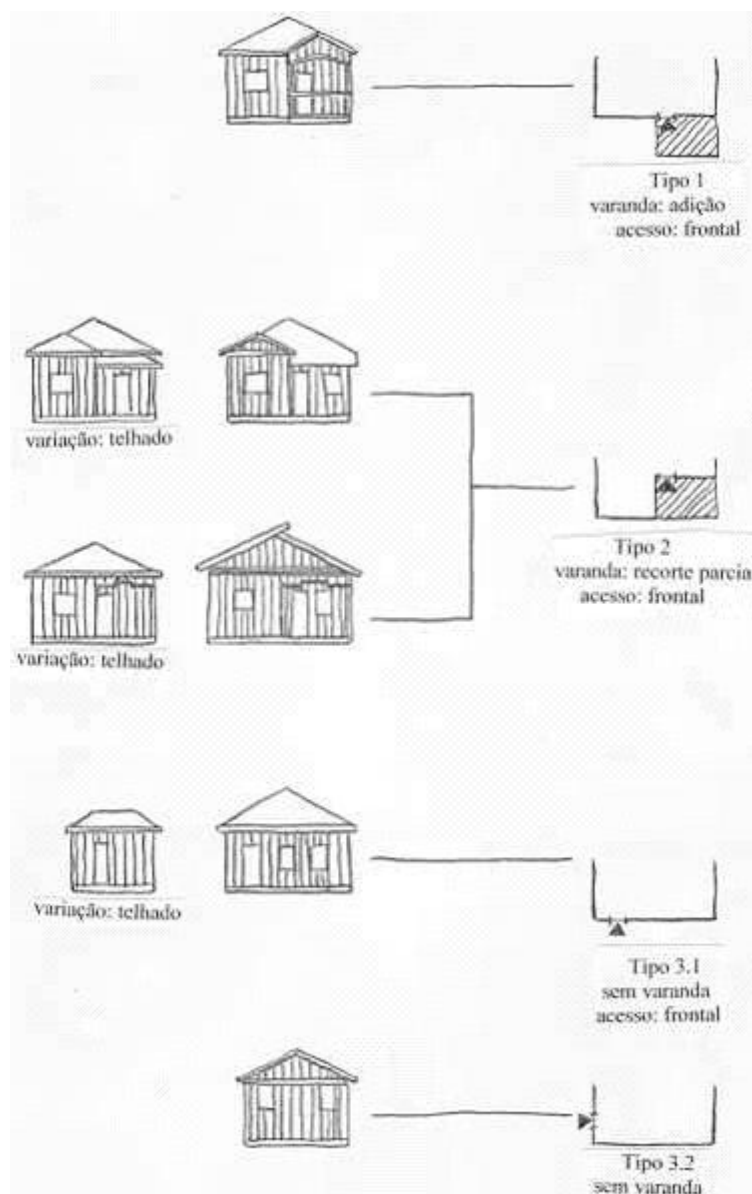 Tipo 1
varanda: adição
acesso: frontal
variação: telhado
Tipo 2
varanda: recorte parcia
acesso: frontal
variação: telhado
variação: telhado
Tipo 3.1
sem varanda
acesso: frontal
Tipo 3.2
sem varanda